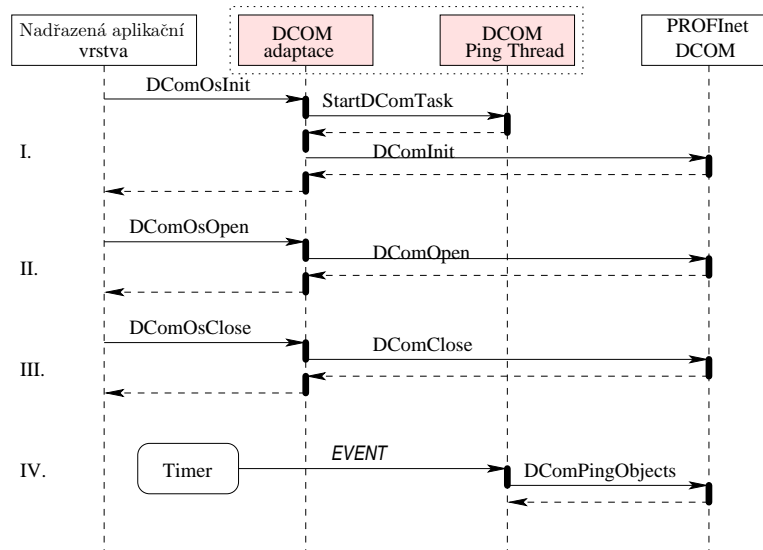 Nadřazená aplikační
vrstva
DCOM
adaptace
DCOM
Ping Thread
PROFInet
DCOM
DComOsInit
StartDComTask
I.
DComInit
DComOsOpen
DComOpen
II.
DComOsClose
DComClose
III.
IV.
Timer
EVENT
DComPingObjects